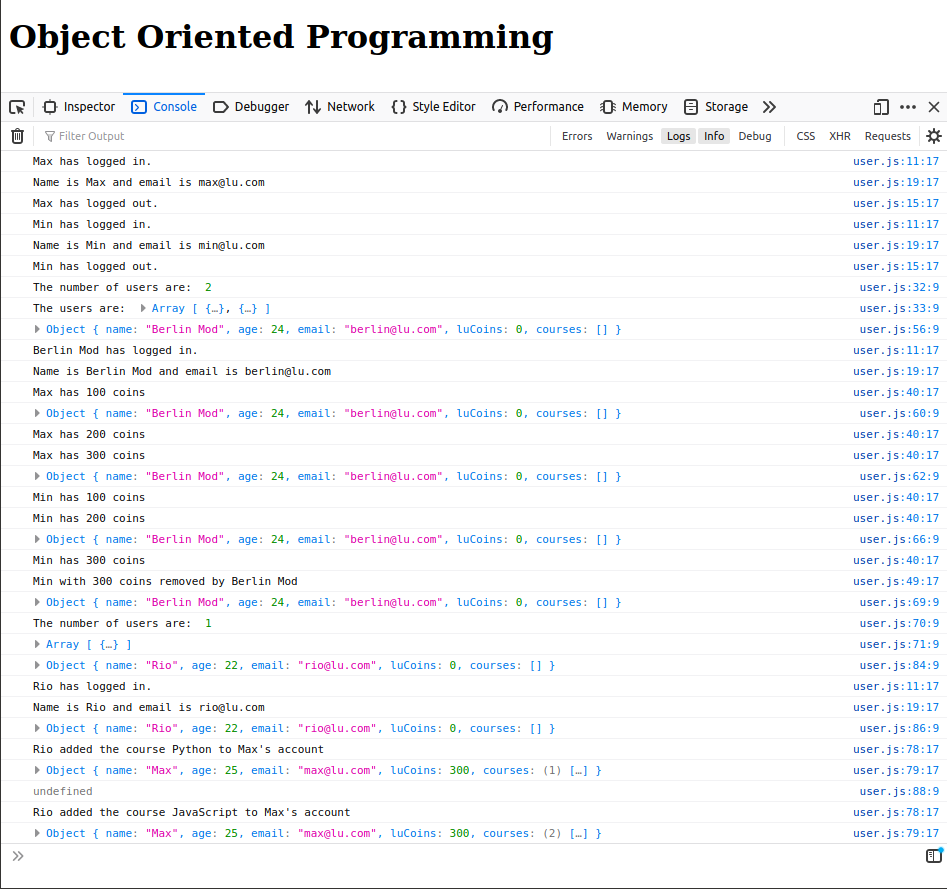 Object Oriented Programming
Inspector Console Debugger Network Style Editor Performance Memory Storage
Filter Output Errors Warnings Logs Info Debug CSS XHR Requests
Max has logged in. user.js:11:17
Name is Max and email is max@lu.com user.js:19:17
Max has logged out. user.js:15:17
Min has logged in. user.js:11:17
Name is Min and email is min@lu.com user.js:19:17
Min has logged out. user.js:15:17
The number of users are: 2 user.js:32:9
The users are: Array [ {…}, {…} ] user.js:33:9
Object { name: "Berlin Mod", age: 24, email: "berlin@lu.com", luCoins: 0, courses: [] } user.js:56:9
Berlin Mod has logged in. user.js:11:17
Name is Berlin Mod and email is berlin@lu.com user.js:19:17
Max has 100 coins user.js:40:17
Object { name: "Berlin Mod", age: 24, email: "berlin@lu.com", luCoins: 0, courses: [] } user.js:60:9
Max has 200 coins user.js:40:17
Max has 300 coins user.js:40:17
Object { name: "Berlin Mod", age: 24, email: "berlin@lu.com", luCoins: 0, courses: [] } user.js:62:9
Min has 100 coins user.js:40:17
Min has 200 coins user.js:40:17
Object { name: "Berlin Mod", age: 24, email: "berlin@lu.com", luCoins: 0, courses: [] } user.js:66:9
Min has 300 coins user.js:40:17
Min with 300 coins removed by Berlin Mod user.js:49:17
Object { name: "Berlin Mod", age: 24, email: "berlin@lu.com", luCoins: 0, courses: [] } user.js:69:9
The number of users are: 1 user.js:70:9
Array [ {…} ] user.js:71:9
Object { name: "Rio", age: 22, email: "rio@lu.com", luCoins: 0, courses: [] } user.js:84:9
Rio has logged in. user.js:11:17
Name is Rio and email is rio@lu.com user.js:19:17
Object { name: "Rio", age: 22, email: "rio@lu.com", luCoins: 0, courses: [] } user.js:86:9
Rio added the course Python to Max's account user.js:78:17
Object { name: "Max", age: 25, email: "max@lu.com", luCoins: 300, courses: (1) […] } user.js:79:17
undefined user.js:88:9
Rio added the course JavaScript to Max's account user.js:78:17
Object { name: "Max", age: 25, email: "max@lu.com", luCoins: 300, courses: (2) […] } user.js:79:17